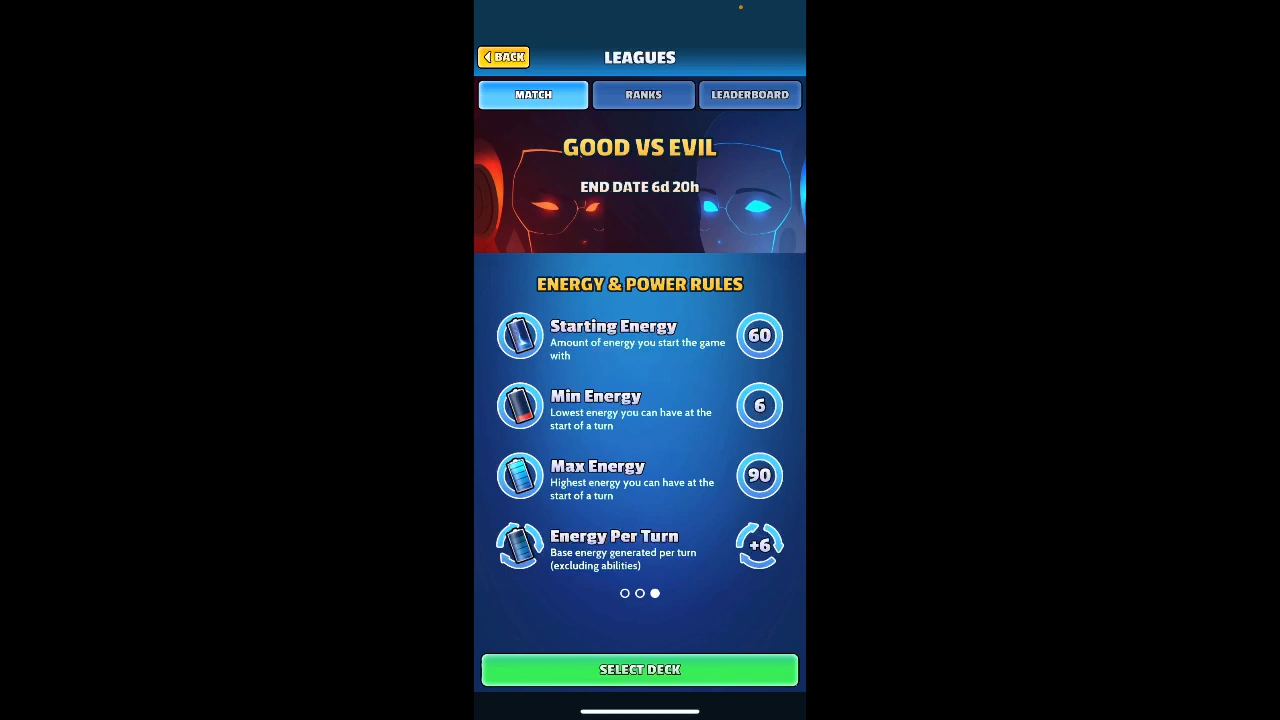 BACK
LEAGUES
MATCH
RANKS
LEADERBOARD
GOOD VS EVIL
END DATE 6d 20h
ENERGY & POWER RULES
Starting Energy
Amount of energy you start the game
with
60
Min Energy
Lowest energy you can have at the
start of a turn
6
Max Energy
Highest energy you can have at the
start of a turn
90
Energy Per Turn
Base energy generated per turn
(excluding abilities)
+6
SELECT DECK